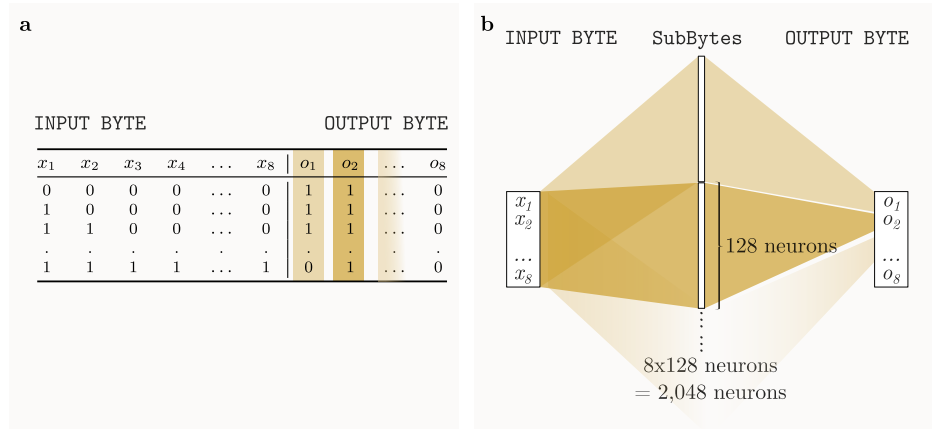 a
INPUT BYTE OUTPUT BYTE
x1 x2 x3 x4 ... x8 | o1 o2 ... o8
0 0 0 0 ... 0 1 1 ... 0
1 0 0 0 ... 0 1 1 ... 0
1 1 0 0 ... 0 1 1 ... 0
. . . . . . . . . .
1 1 1 1 ... 1 0 1 ... 0
b
INPUT BYTE SubBytes OUTPUT BYTE
x1
x2
...
x8
128 neurons
o1
o2
...
o8
8x128 neurons
= 2,048 neurons